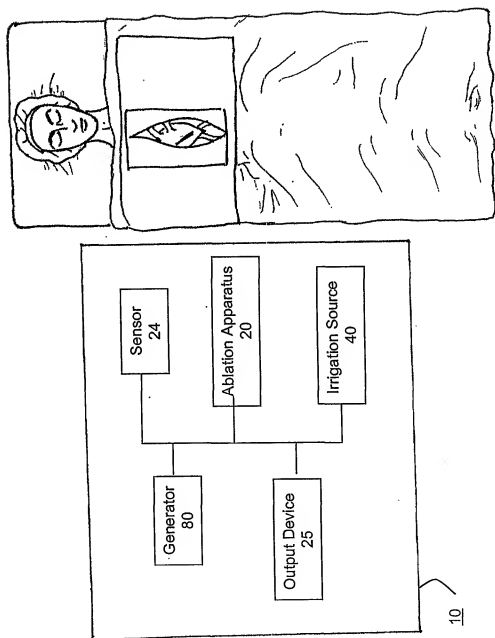 Sensor
24
Ablation Apparatus
20
Irrigation Source
40
Generator
80
Output Device
25
10